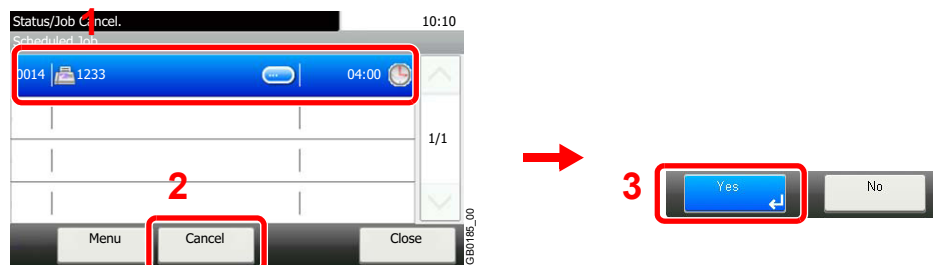 Status/Job Cancel. 10:10
1
Scheduled Job
0014 1233 04:00
1/1
2
Menu Cancel Close
GB0185_00
3 Yes No